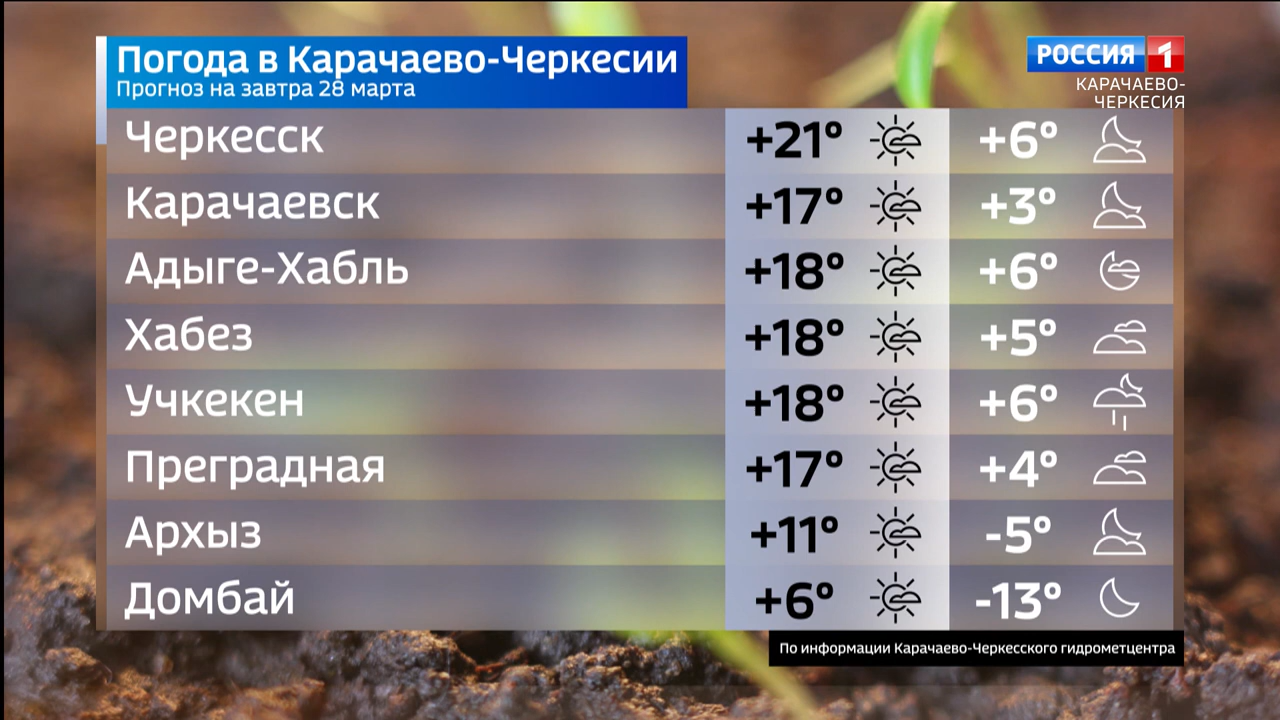 Погода в Карачаево-Черкесии
Прогноз на завтра 28 марта
РОССИЯ 1
КАРАЧАЕВО-
ЧЕРКЕСИЯ
Черкесск +21° +6°
Карачаевск +17° +3°
Адыге-Хабль +18° +6°
Хабез +18° +5°
Учкекен +18° +6°
Преградная +17° +4°
Архыз +11° -5°
Домбай +6° -13°
По информации Карачаево-Черкесского гидрометцентра